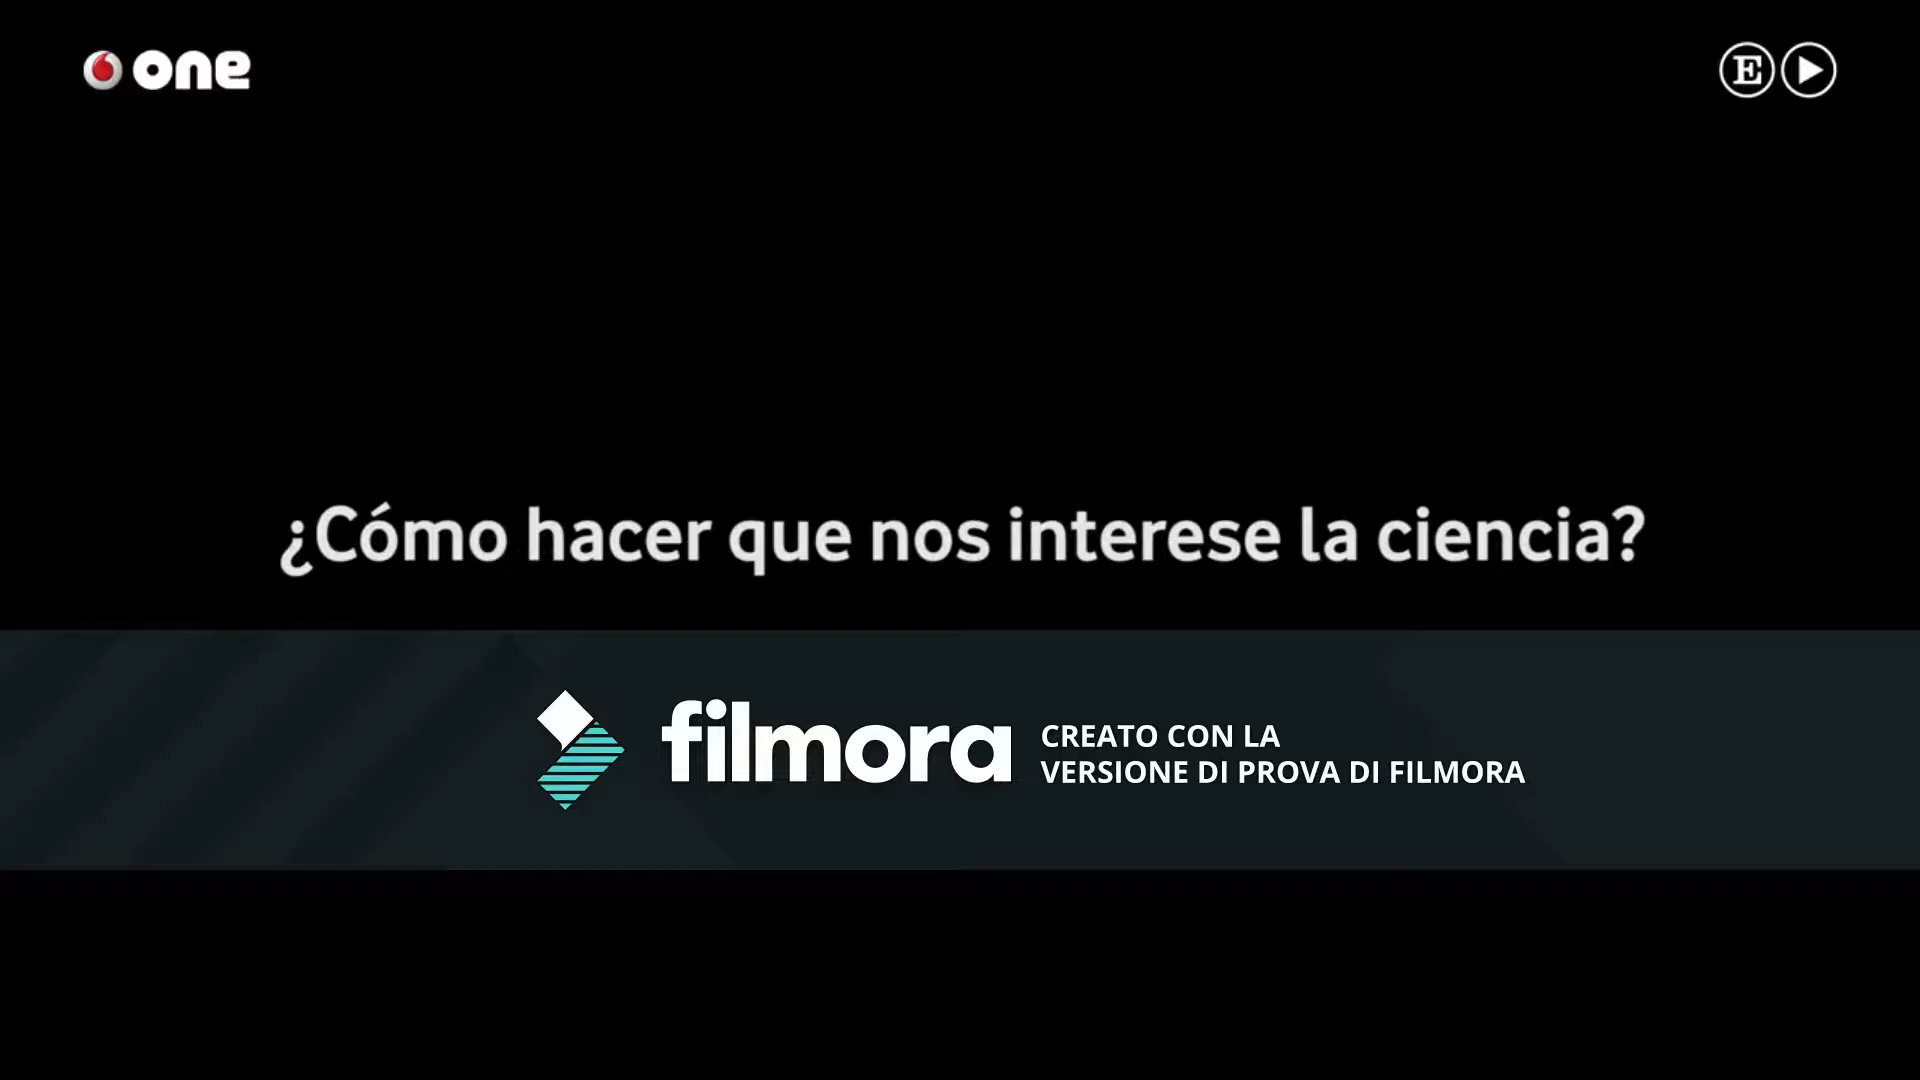 one
E
¿Cómo hacer que nos interese la ciencia?
filmora
CREATO CON LA
VERSIONE DI PROVA DI FILMORA